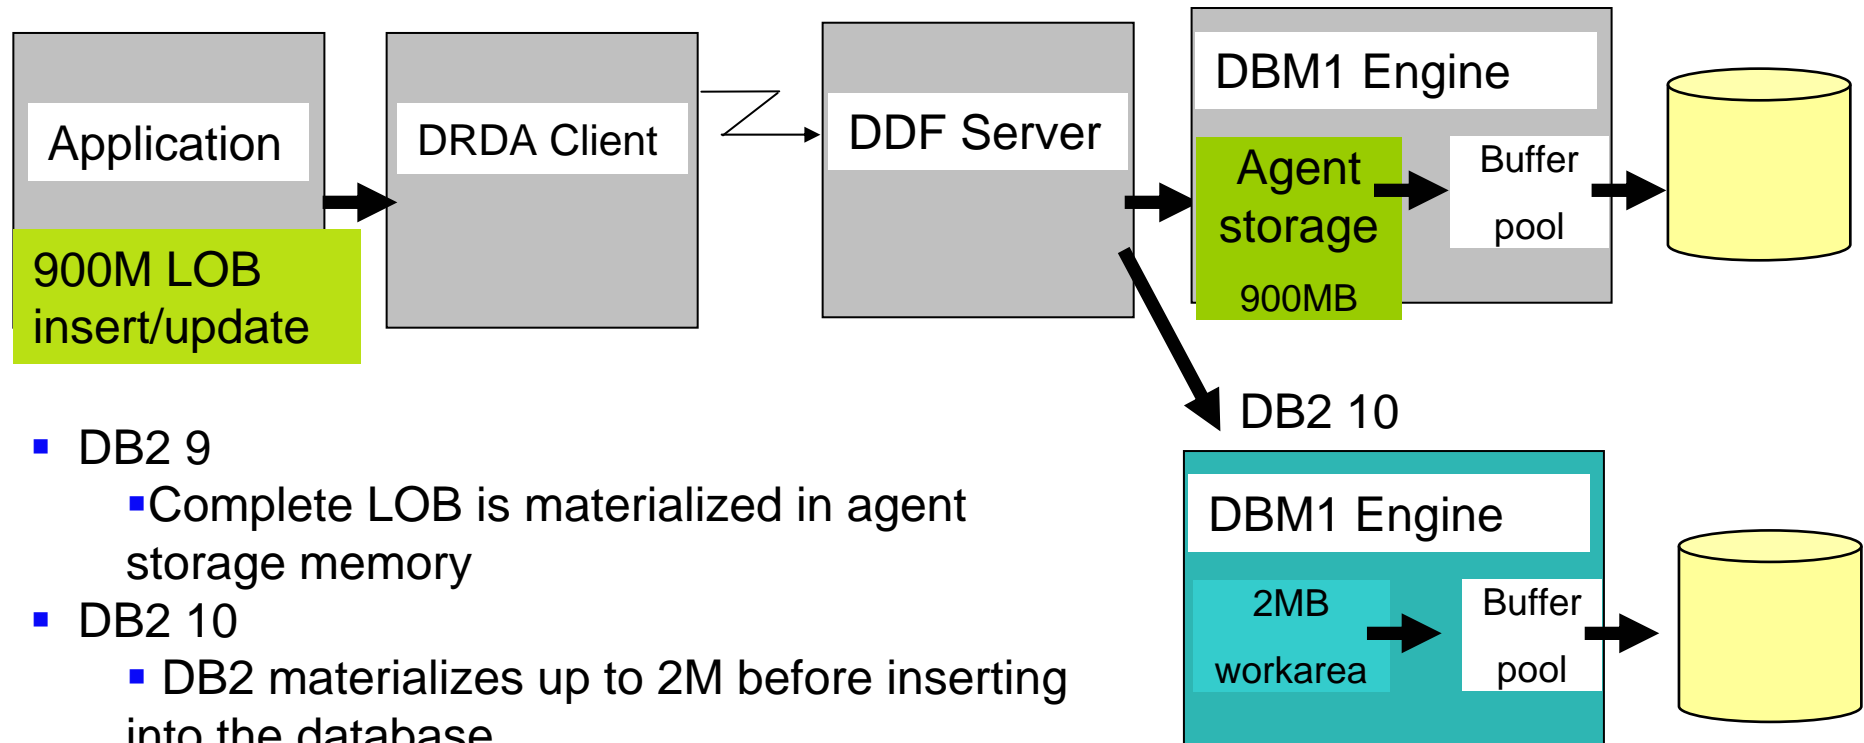 Application
900M LOB
insert/update
DRDA Client
DDF Server
DBM1 Engine
Agent
storage
900MB
Buffer
pool
DB2 10
DBM1 Engine
2MB
workarea
Buffer
pool
DB2 9
Complete LOB is materialized in agent
storage memory
DB2 10
DB2 materializes up to 2M before inserting
into the database